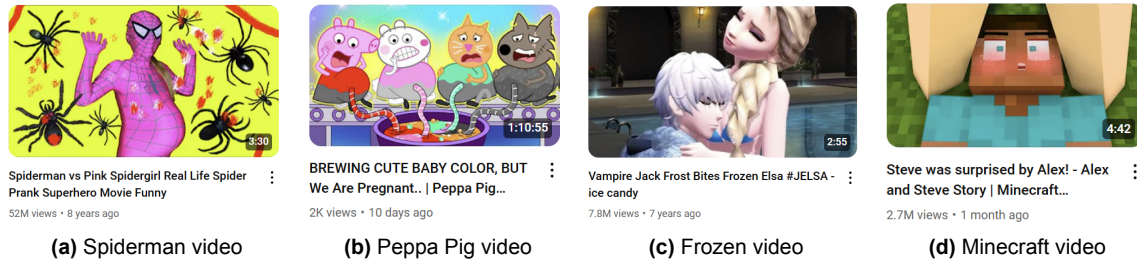 3:30
Spiderman vs Pink Spidergirl Real Life Spider
Prank Superhero Movie Funny
52M views • 8 years ago
(a) Spiderman video
1:10:55
BREWING CUTE BABY COLOR, BUT
We Are Pregnant.. | Peppa Pig...
2K views • 10 days ago
(b) Peppa Pig video
2:55
Vampire Jack Frost Bites Frozen Elsa #JELSA -
ice candy
7.8M views • 7 years ago
(c) Frozen video
4:42
Steve was surprised by Alex! - Alex
and Steve Story | Minecraft...
2.7M views • 1 month ago
(d) Minecraft video